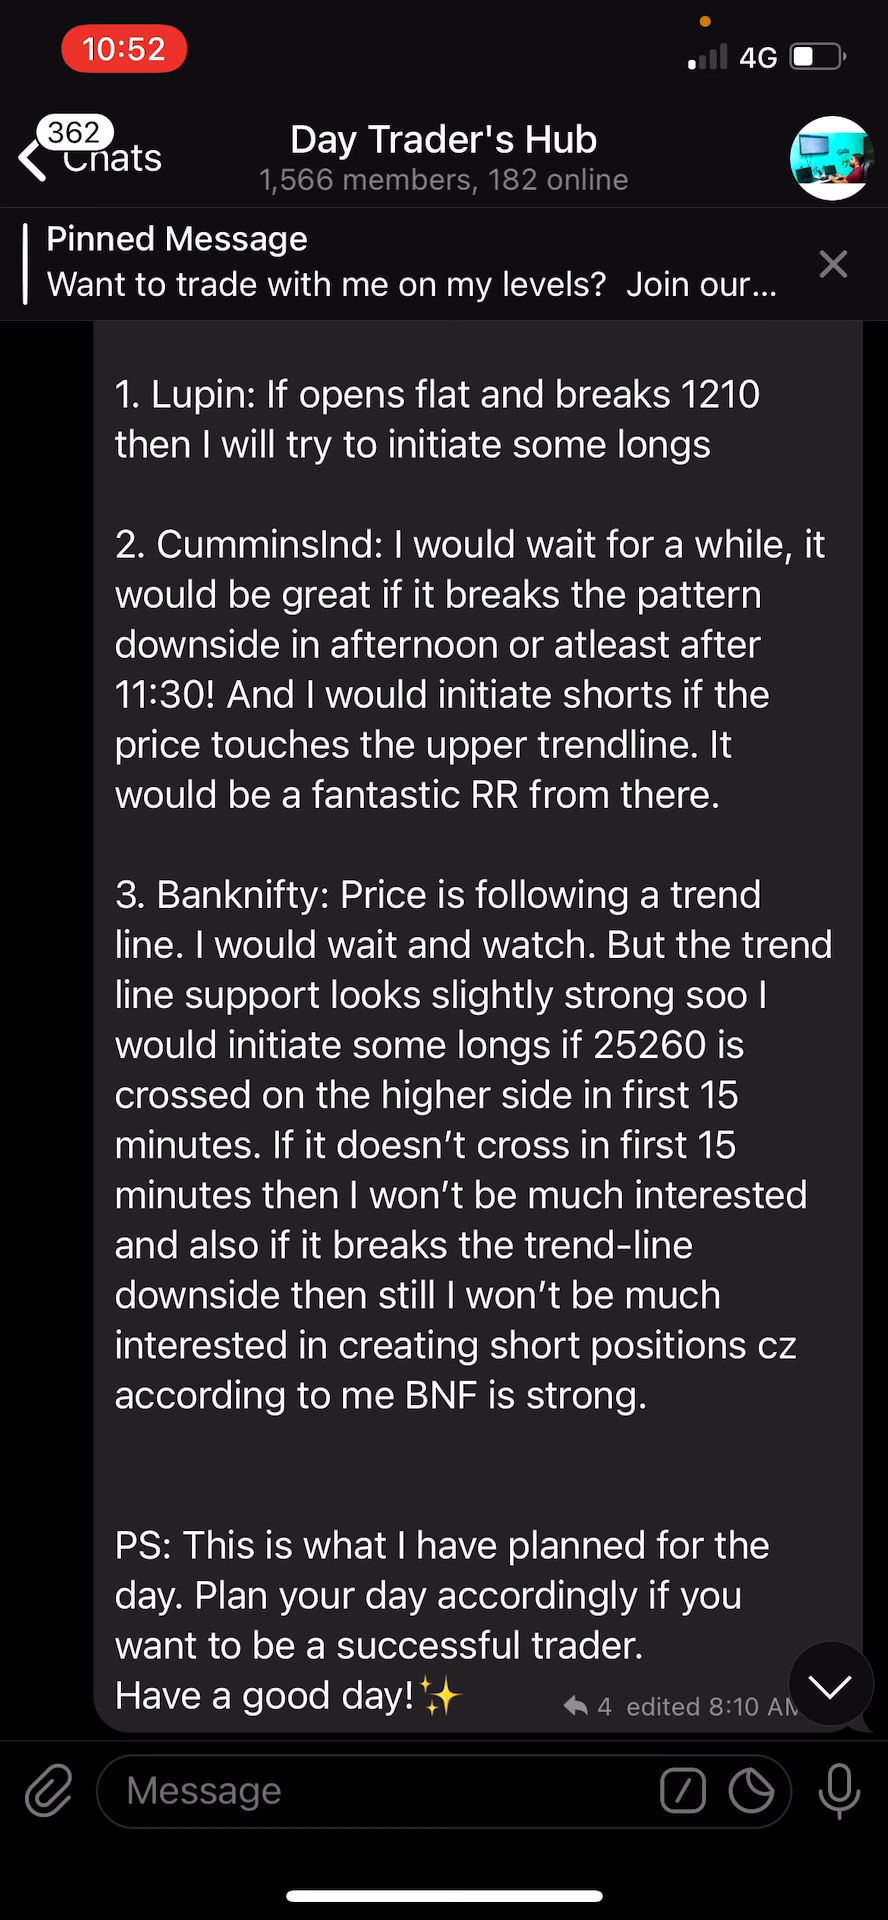 10:52
4G
362
Chats
Day Trader's Hub
1,566 members, 182 online
Pinned Message
Want to trade with me on my levels?  Join our...
1. Lupin: If opens flat and breaks 1210
then I will try to initiate some longs
2. CumminsInd: I would wait for a while, it
would be great if it breaks the pattern
downside in afternoon or atleast after
11:30! And I would initiate shorts if the
price touches the upper trendline. It
would be a fantastic RR from there.
3. Banknifty: Price is following a trend
line. I would wait and watch. But the trend
line support looks slightly strong soo I
would initiate some longs if 25260 is
crossed on the higher side in first 15
minutes. If it doesn't cross in first 15
minutes then I won't be much interested
and also if it breaks the trend-line
downside then still I won't be much
interested in creating short positions cz
according to me BNF is strong.
PS: This is what I have planned for the
day. Plan your day accordingly if you
want to be a successful trader.
Have a good day!✨
4 edited 8:10 AM
Message